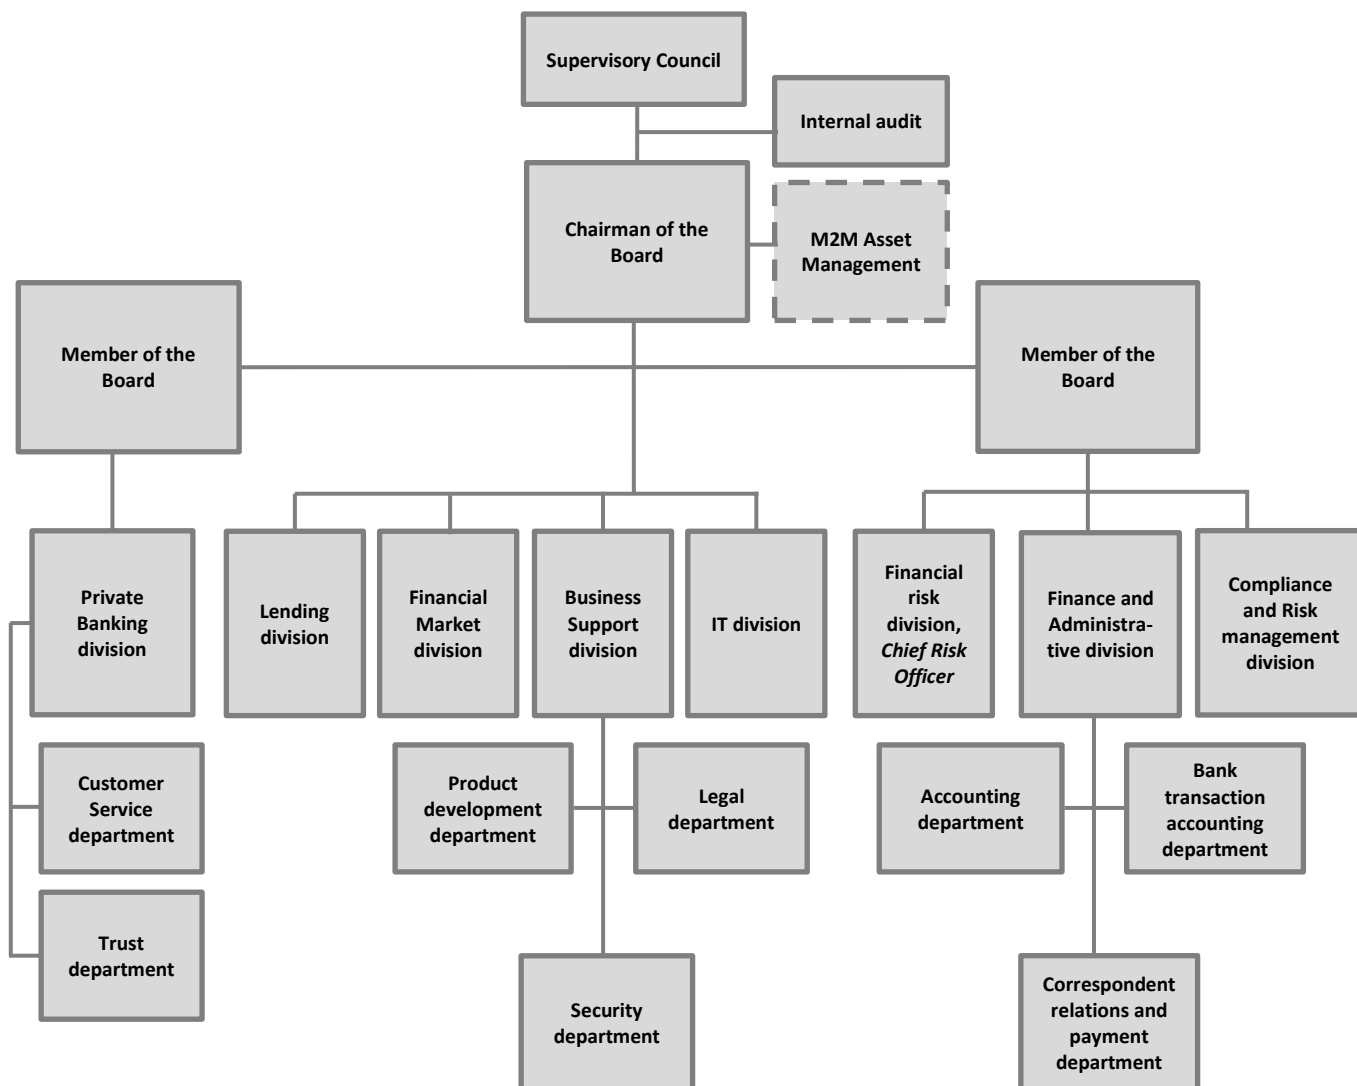 Supervisory Council
Internal audit
Chairman of the
Board
M2M Asset
Management
Member of the
Board
Member of the
Board
Private
Banking
division
Lending
division
Financial
Market
division
Business
Support
division
IT division
Financial
risk
division,
Chief Risk
Officer
Finance and
Administra-
tive division
Compliance
and Risk
management
division
Customer
Service
department
Product
development
department
Legal
department
Accounting
department
Bank
transaction
accounting
department
Trust
department
Security
department
Correspondent
relations and
payment
department